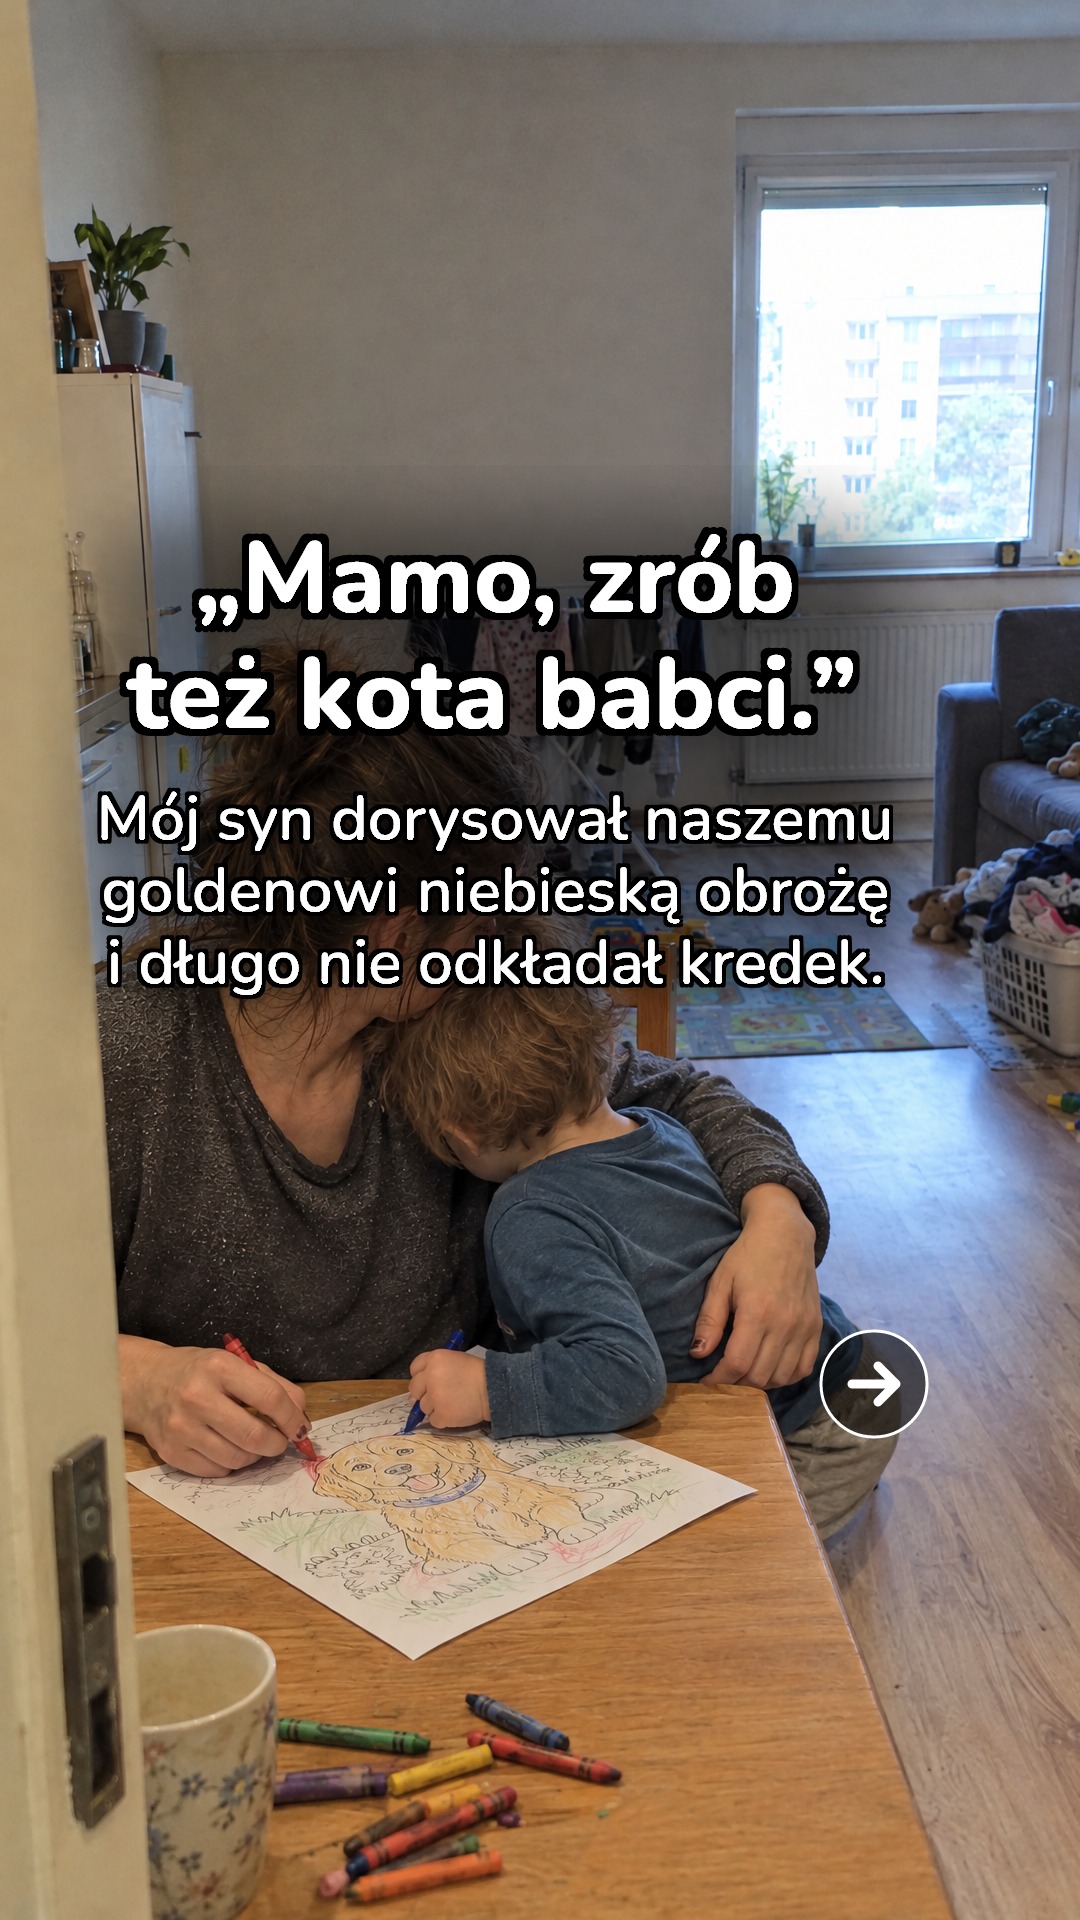 „Mamo, zrób
też kota babci.”
Mój syn dorysował naszemu
goldenowi niebieską obrożę
i długo nie odkładał kredek.